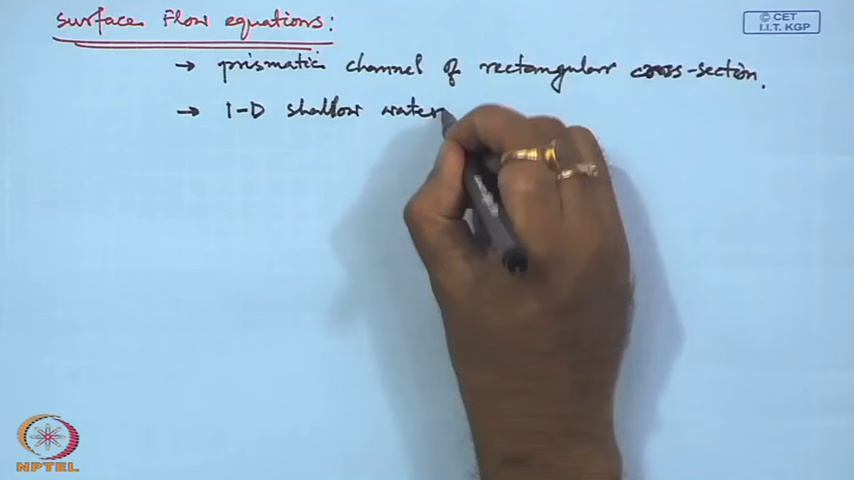 Surface Flow equations:
© CET
I.I.T. KGP
→ prismatic channel of rectangular cross-section.
→ 1-D shallow water
NPTEL